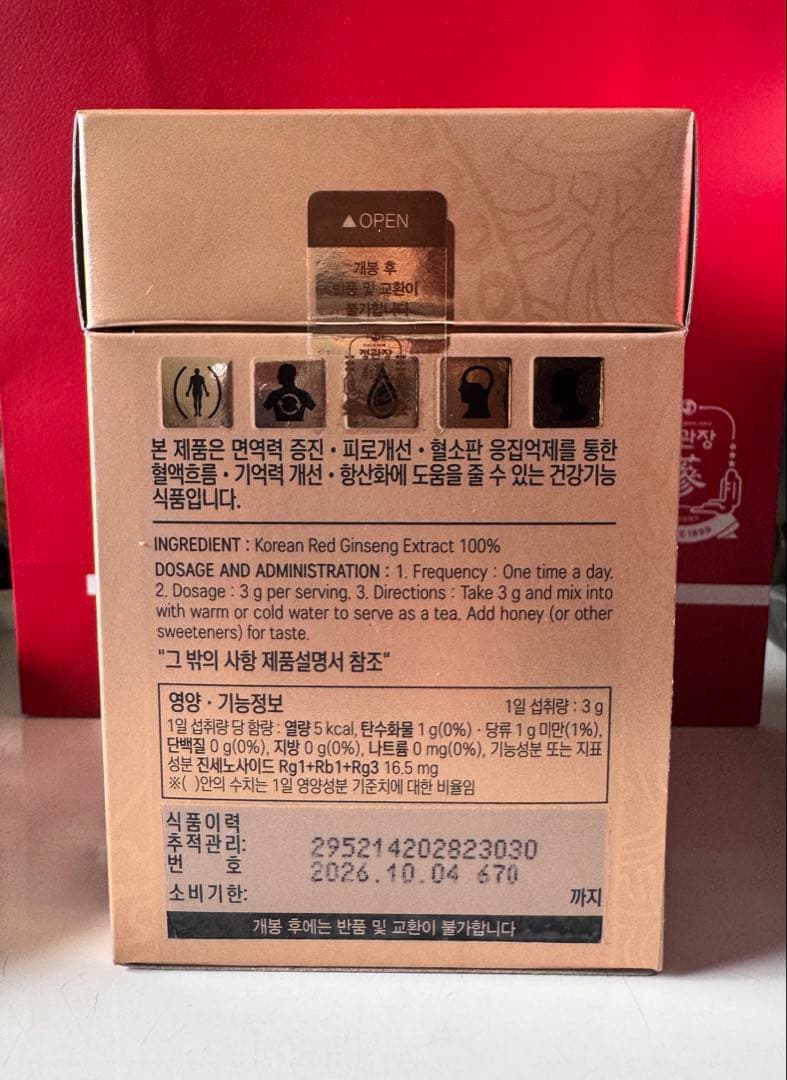 ▲OPEN
개봉 후
반품 및 교환이
불가합니다
정관장
본 제품은 면역력 증진 • 피로개선 • 혈소판 응집억제를 통한
혈액흐름 • 기억력 개선 • 항산화에 도움을 줄 수 있는 건강기능
식품입니다.
INGREDIENT : Korean Red Ginseng Extract 100%
DOSAGE AND ADMINISTRATION : 1. Frequency : One time a day.
2. Dosage : 3 g per serving. 3. Directions : Take 3 g and mix into
with warm or cold water to serve as a tea. Add honey (or other
sweeteners) for taste.
"그 밖의 사항 제품설명서 참조"
영양 · 기능정보 1일 섭취량 : 3 g
1일 섭취량 당 함량 : 열량 5 kcal, 탄수화물 1 g(0%) · 당류 1 g 미만(1%),
단백질 0 g(0%), 지방 0 g(0%), 나트륨 0 mg(0%), 기능성분 또는 지표
성분 진세노사이드 Rg1+Rb1+Rg3 16.5 mg
※( )안의 수치는 1일 영양성분 기준치에 대한 비율임
식품이력
추적관리: 295214202823030
번 호 2026.10.04 670
소비기한: 까지
개봉 후에는 반품 및 교환이 불가합니다
관장
蔘
1899